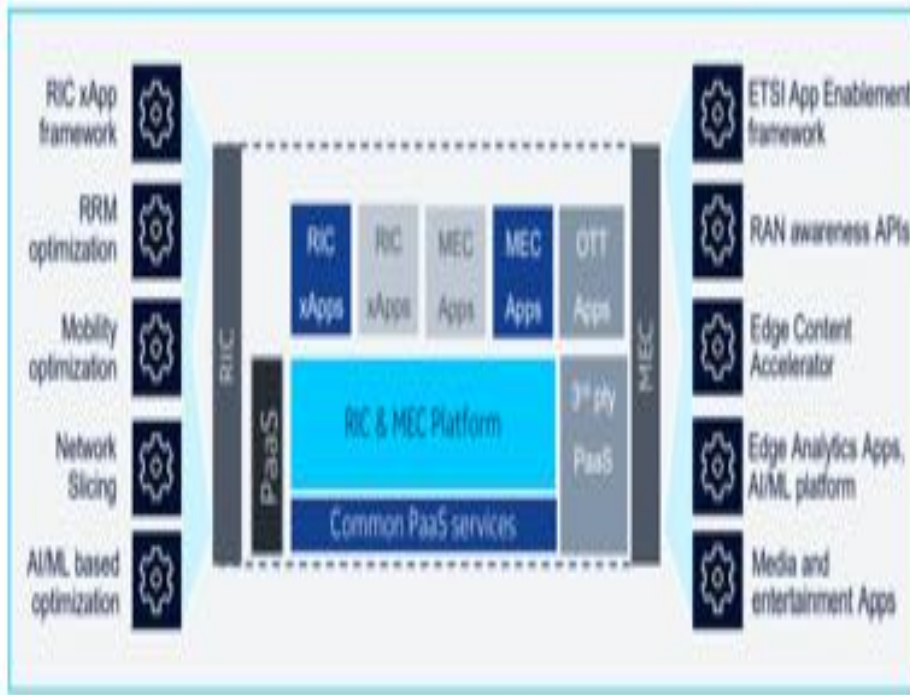 RIC xApp
framework
RRM
optimization
Mobility
optimization
Network
Slicing
AI/ML based
optimization
RIC
PaaS
RIC
xApps
RIC
xApps
MEC
Apps
MEC
Apps
OTT
Apps
RIC & MEC Platform
3rd pty
PaaS
Common PaaS services
MEC
ETSI App Enablement
framework
RAN awareness APIs
Edge Content
Accelerator
Edge Analytics Apps,
AI/ML platform
Media and
entertainment Apps